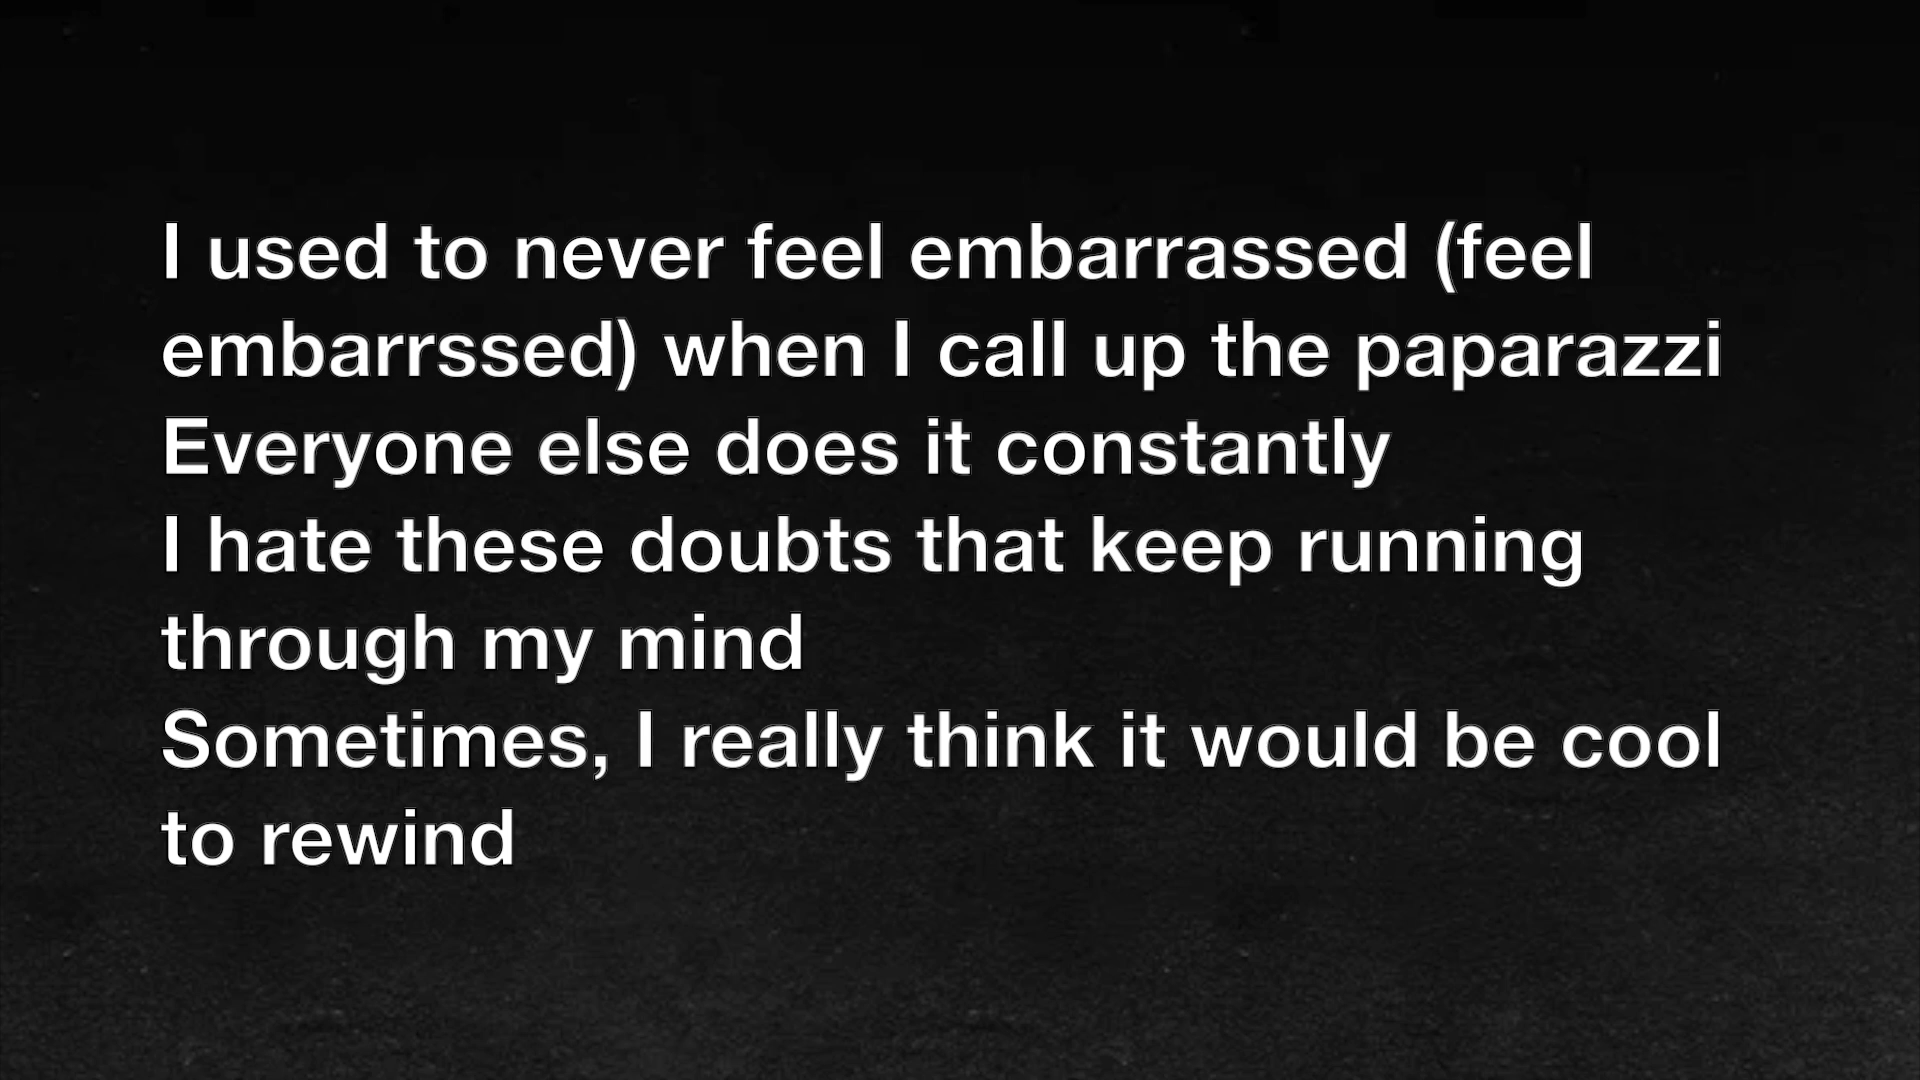 I used to never feel embarrassed (feel
embarrssed) when I call up the paparazzi
Everyone else does it constantly
I hate these doubts that keep running
through my mind
Sometimes, I really think it would be cool
to rewind